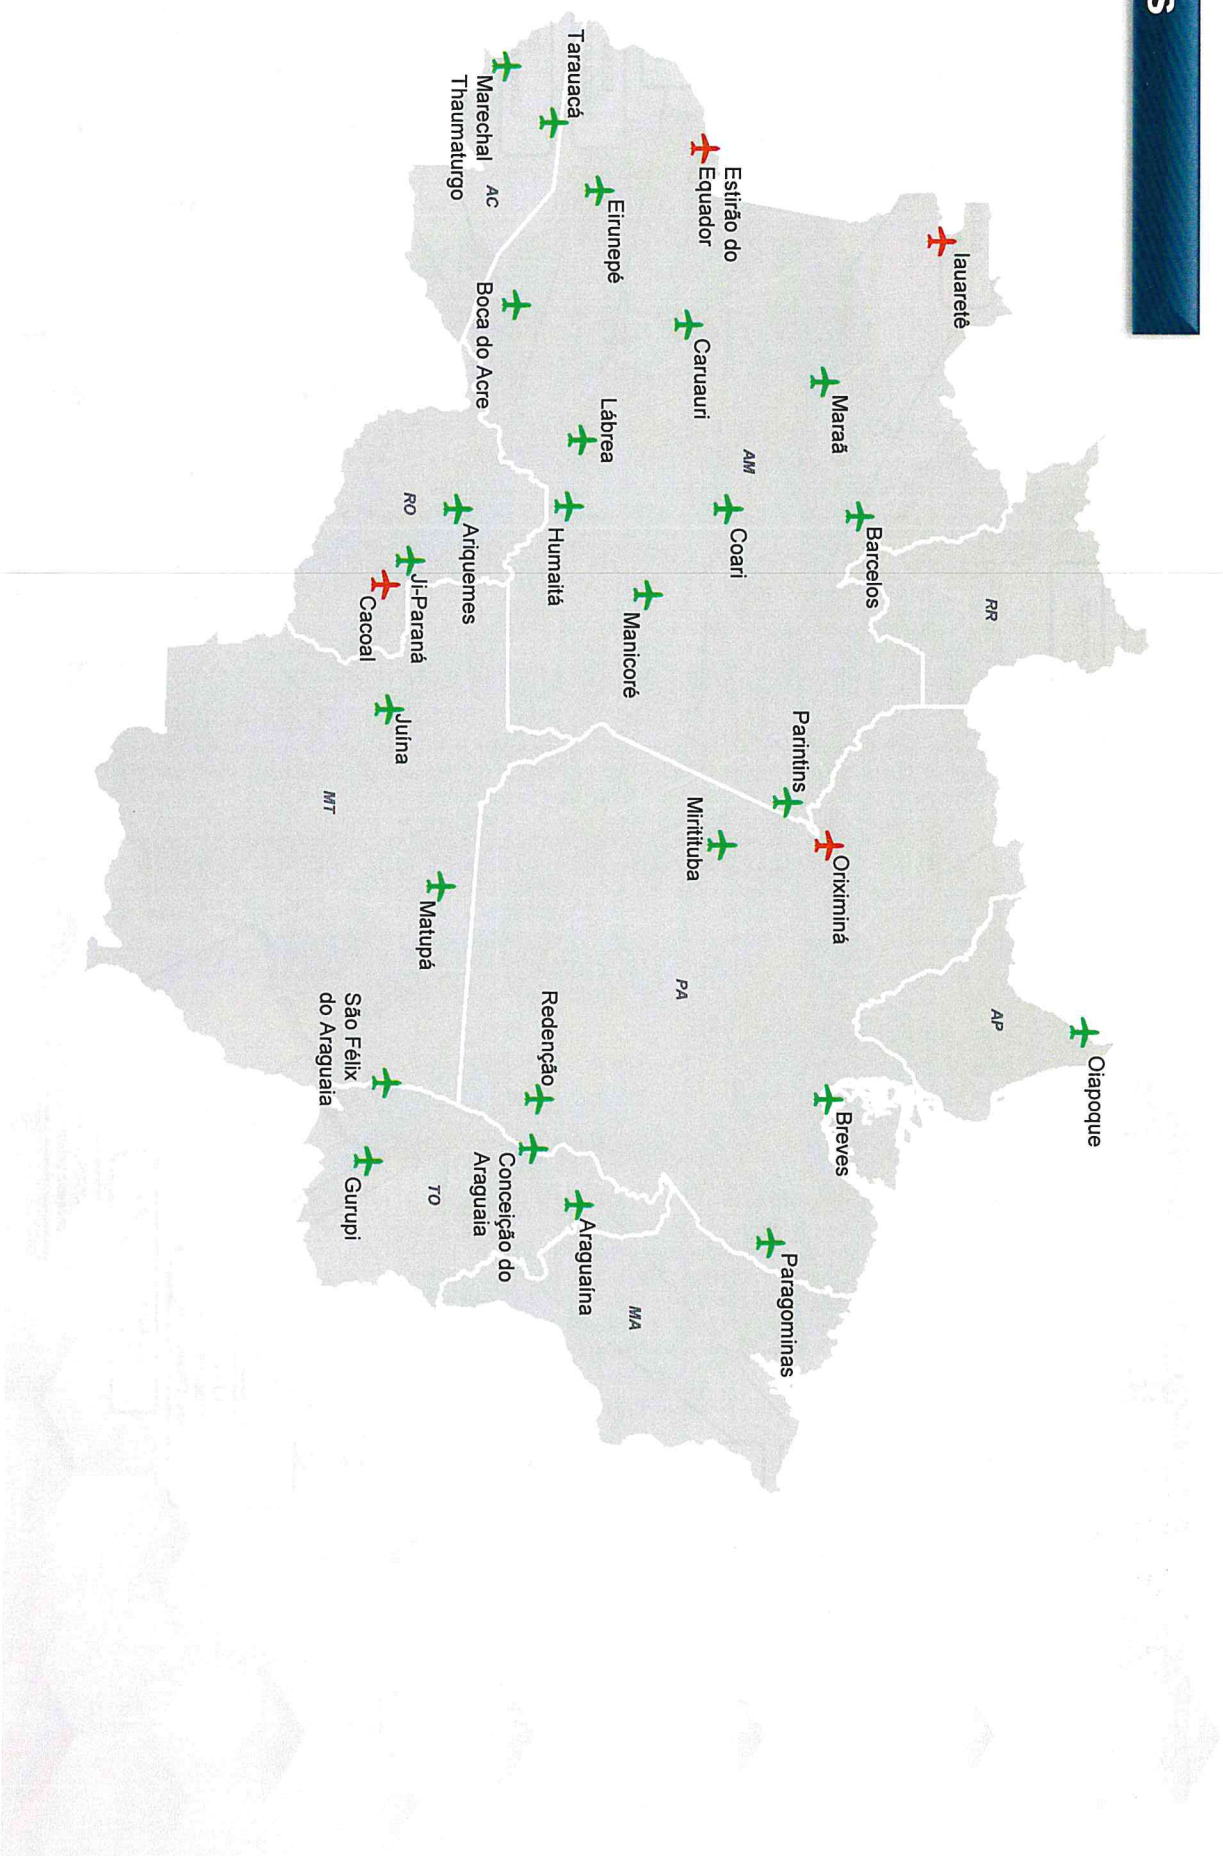 s
Oiapoque
Iauaretê
RR
AP
Maraã
Barcelos
Oriximiná
Breves
Estirão do
Equador
Caruauri
AM
Coari
Parintins
Miritituba
PA
Paragominas
Tarauacá
Eirunepé
Lábrea
Humaitá
Manicoré
Redenção
Araguaína
MA
Marechal
Thaumaturgo
AC
Boca do Acre
Ariquemes
Conceição do
Araguaia
RO
Ji-Paraná
Cacoal
Juína
MT
Matupá
TO
São Félix
do Araguaia
Gurupi